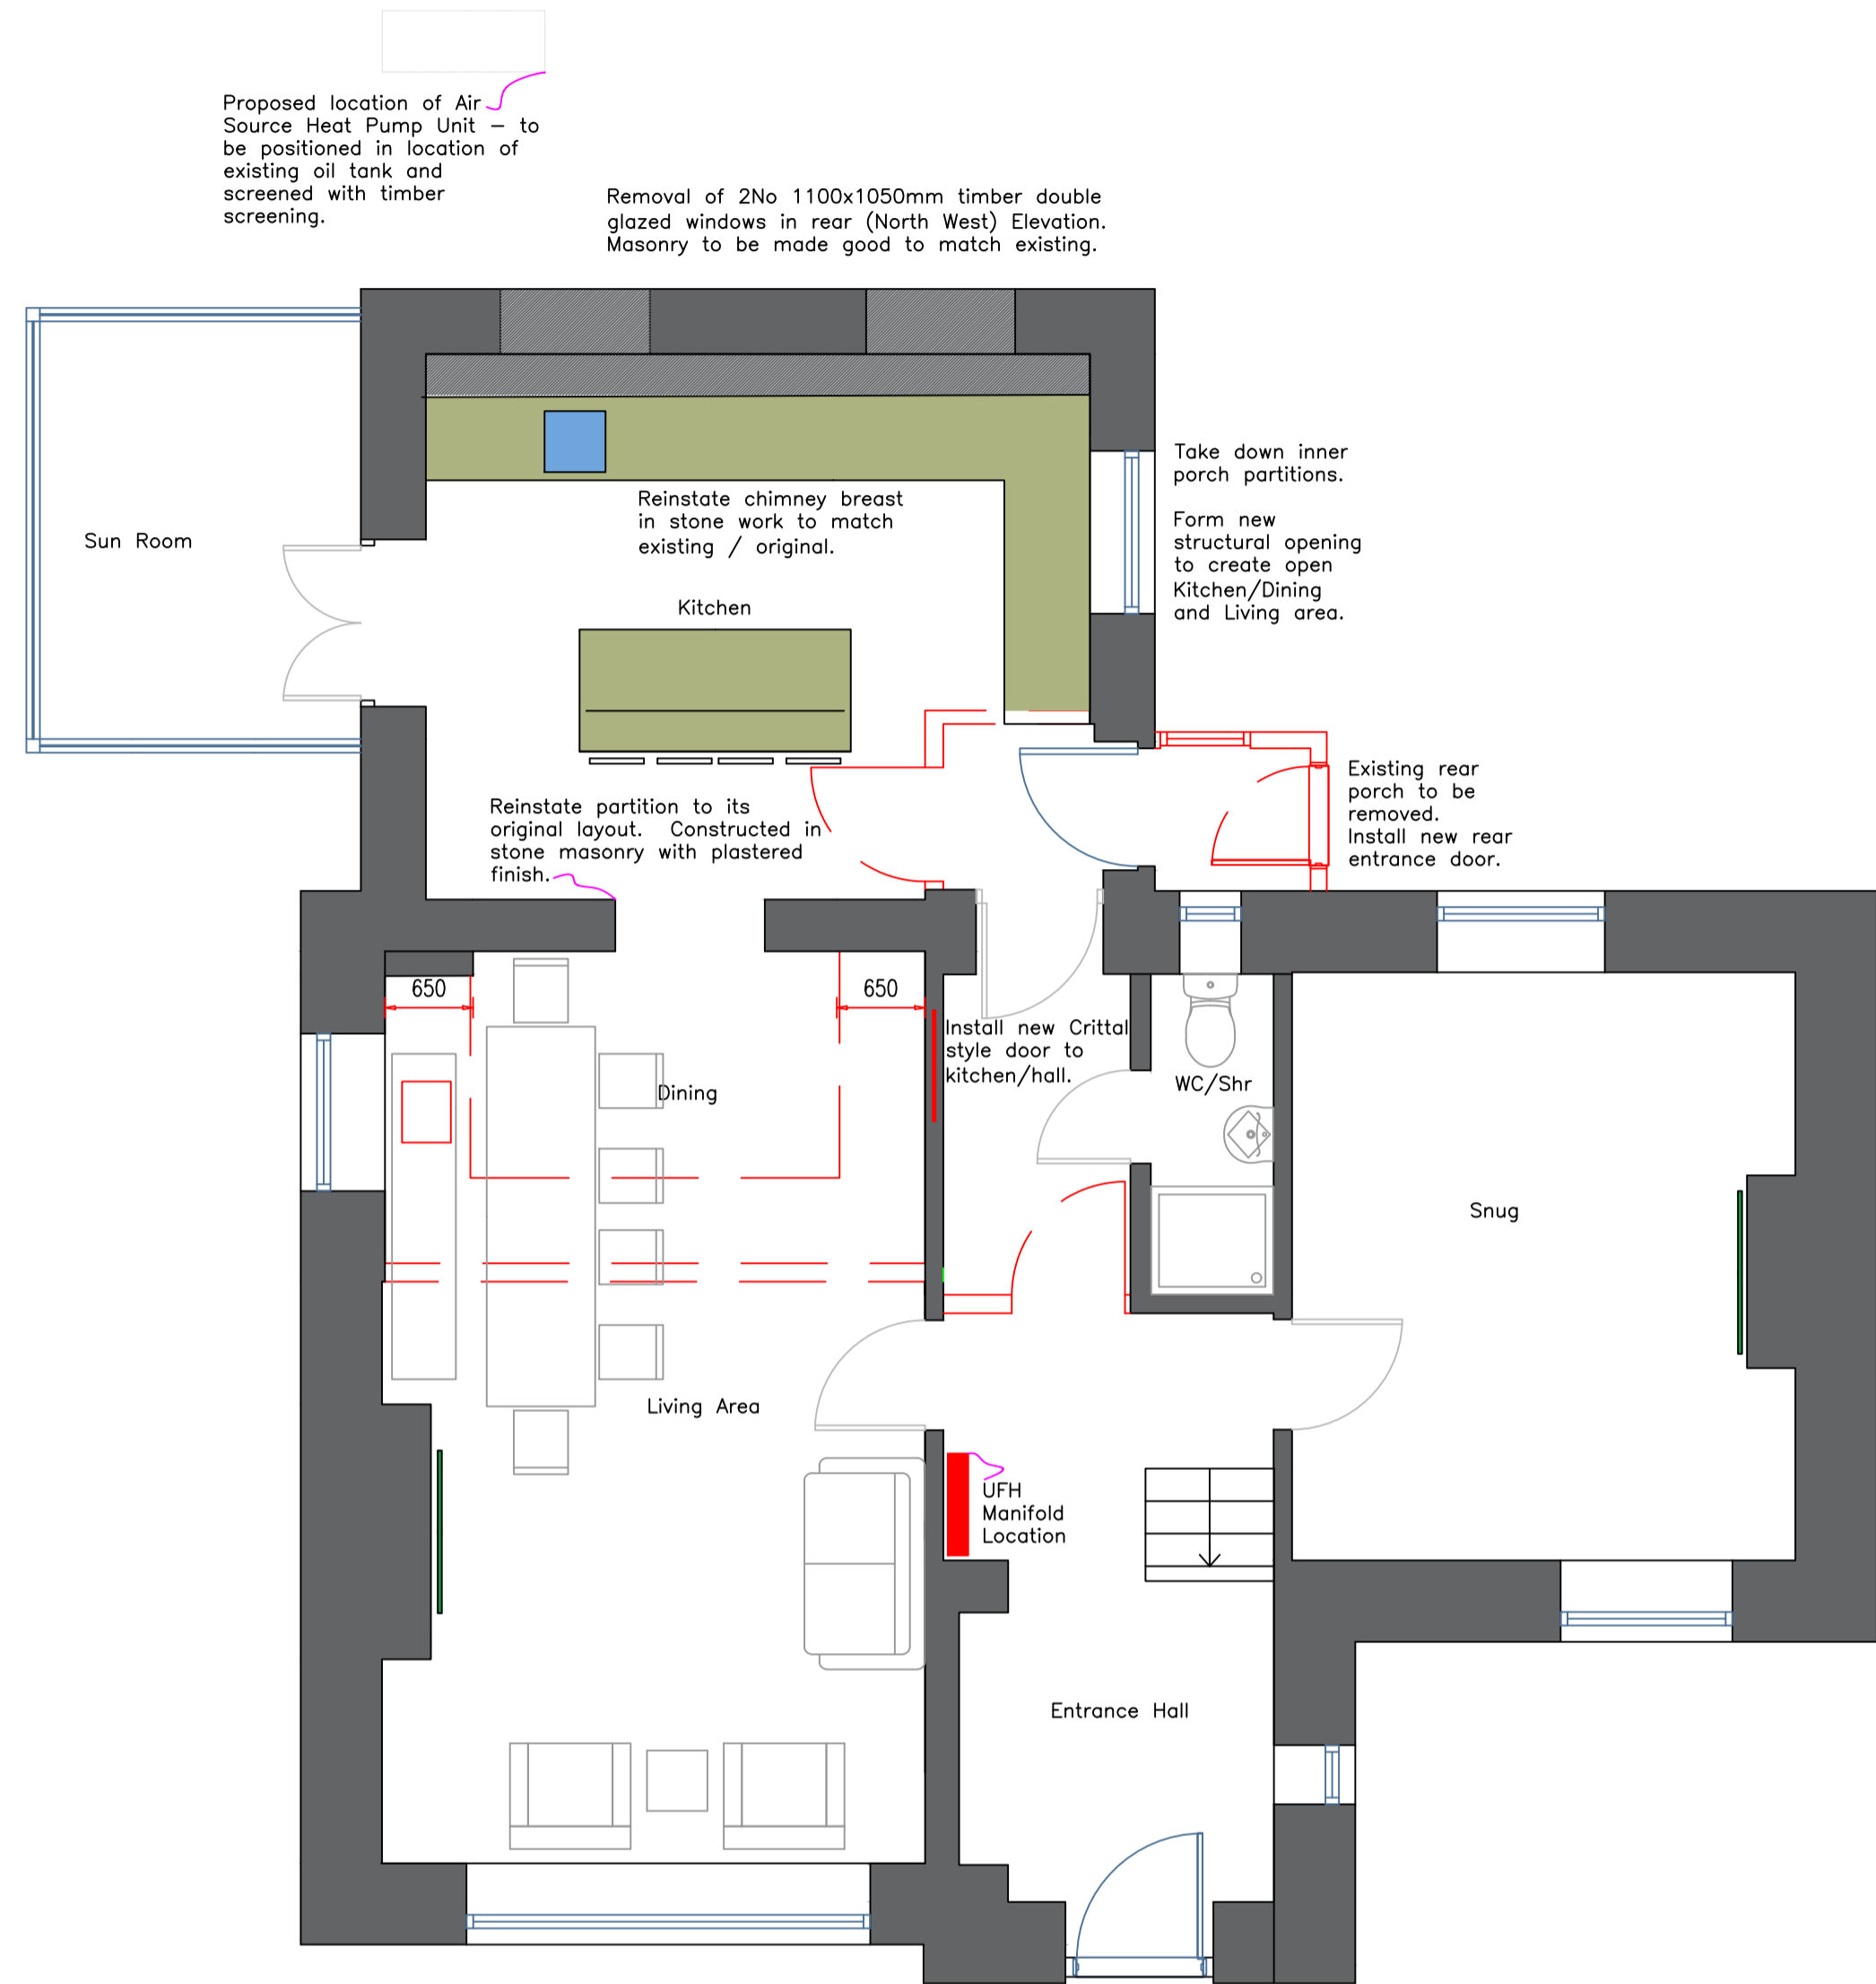 Proposed location of Air
Source Heat Pump Unit – to
be positioned in location of
existing oil tank and
screened with timber
screening.
Removal of 2No 1100x1050mm timber double
glazed windows in rear (North West) Elevation.
Masonry to be made good to match existing.
Take down inner
porch partitions.
Form new
structural opening
to create open
Kitchen/Dining
and Living area.
Sun Room
Reinstate chimney breast
in stone work to match
existing / original.
Kitchen
Existing rear
porch to be
removed.
Install new rear
entrance door.
Reinstate partition to its
original layout. Constructed in
stone masonry with plastered
finish.
650
650
Install new Crittal
style door to
kitchen/hall.
Dining
WC/Shr
Snug
Living Area
UFH
Manifold
Location
Entrance Hall